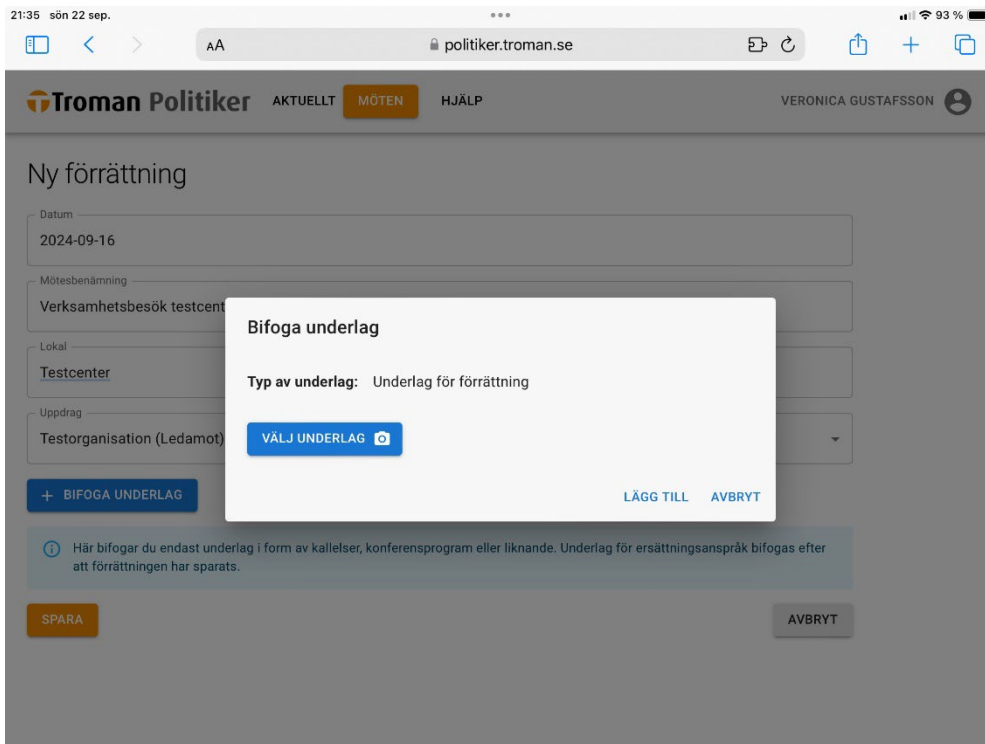 21:35 sön 22 sep.
93 %
AA
politiker.troman.se
Troman Politiker
AKTUELLT
MÖTEN
HJÄLP
VERONICA GUSTAFSSON
Ny förrättning
Datum
2024-09-16
Mötesbenämning
Verksamhetsbesök testcent
Lokal
Testcenter
Uppdrag
Testorganisation (Ledamot)
Bifoga underlag
Typ av underlag: Underlag för förrättning
VÄLJ UNDERLAG
LÄGG TILL
AVBRYT
+ BIFOGA UNDERLAG
Här bifogar du endast underlag i form av kallelser, konferensprogram eller liknande. Underlag för ersättningsanspråk bifogas efter
att förrättningen har sparats.
SPARA
AVBRYT